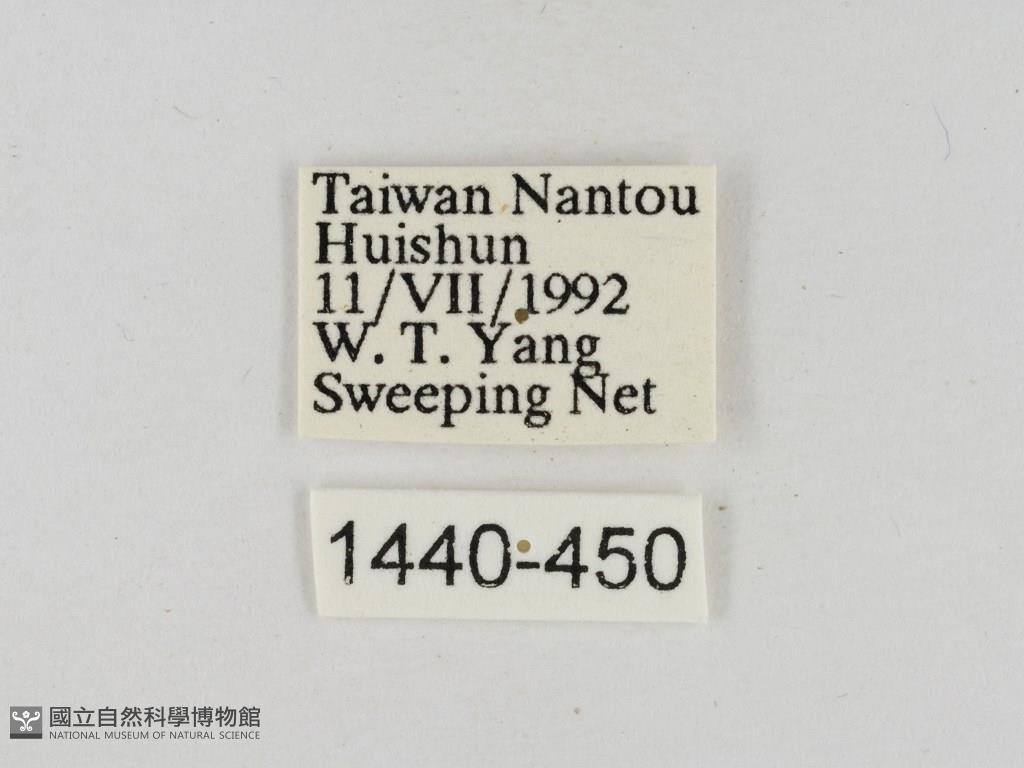 Taiwan Nantou
Huishun
11/VII/1992
W. T. Yang
Sweeping Net
1440-450
國立自然科學博物館
NATIONAL MUSEUM OF NATURAL SCIENCE